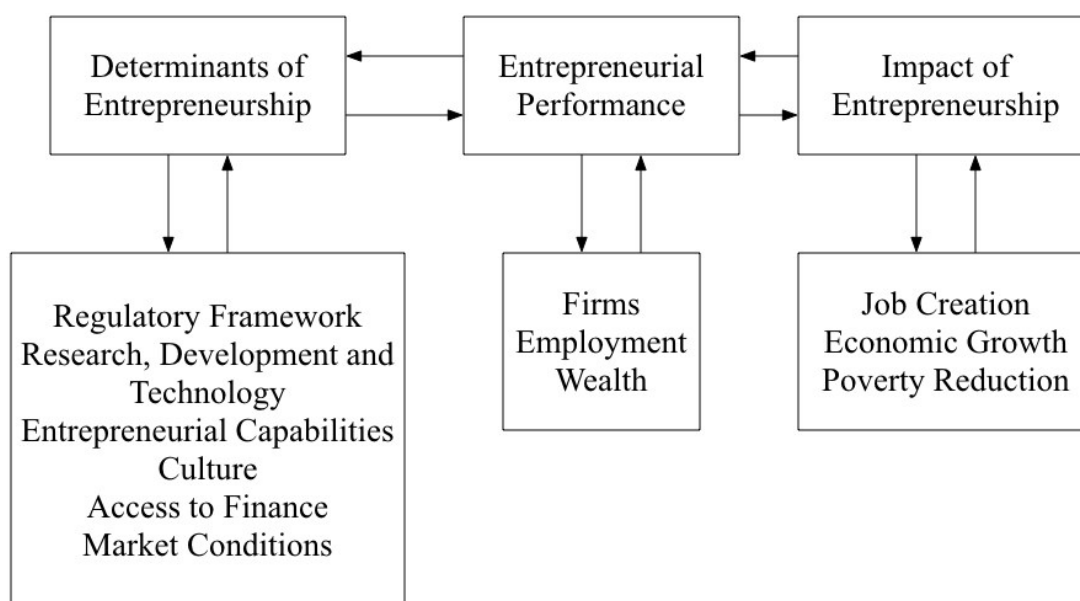 Determinants of
Entrepreneurship
Entrepreneurial
Performance
Impact of
Entrepreneurship
Regulatory Framework
Research, Development and
Technology
Entrepreneurial Capabilities
Culture
Access to Finance
Market Conditions
Firms
Employment
Wealth
Job Creation
Economic Growth
Poverty Reduction